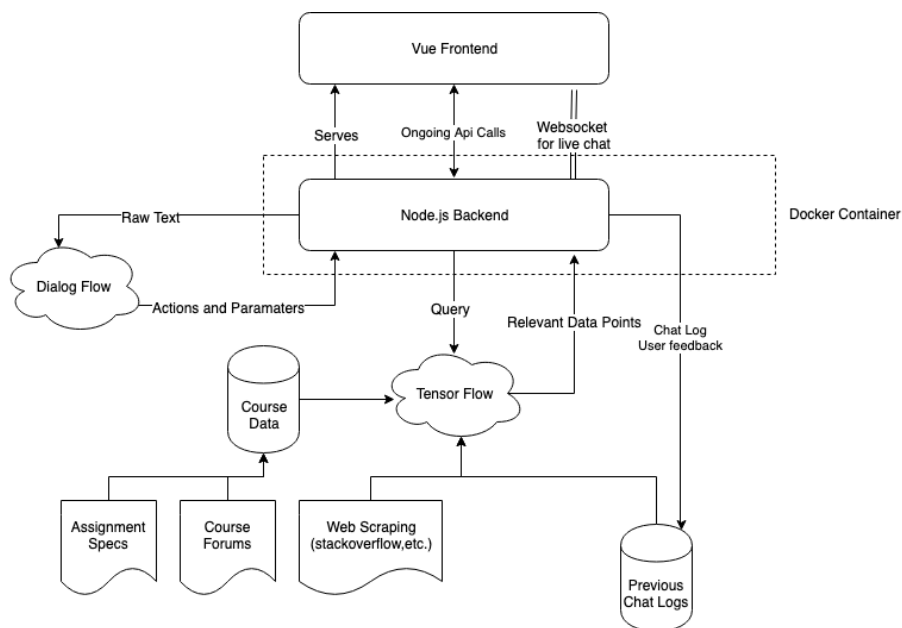 Vue Frontend
Serves
Ongoing Api Calls
Websocket
for live chat
Node.js Backend
Docker Container
Raw Text
Dialog Flow
Actions and Paramaters
Query
Relevant Data Points
Chat Log
User feedback
Tensor Flow
Course
Data
Assignment
Specs
Course
Forums
Web Scraping
(stackoverflow,etc.)
Previous
Chat Logs